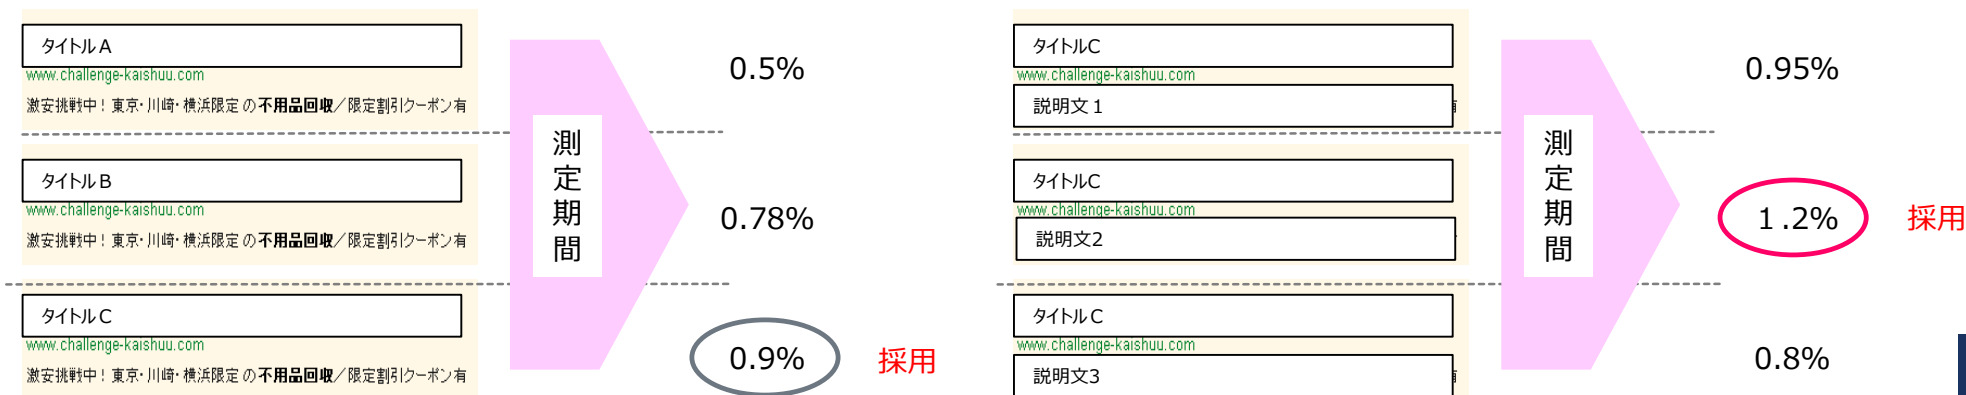 タイトルA
www.challenge-kaishuu.com
激安挑戦中！東京・川崎・横浜限定の不用品回収／限定割引クーポン有
タイトルB
www.challenge-kaishuu.com
激安挑戦中！東京・川崎・横浜限定の不用品回収／限定割引クーポン有
タイトルC
www.challenge-kaishuu.com
激安挑戦中！東京・川崎・横浜限定の不用品回収／限定割引クーポン有
測定期間
0.5%
0.78%
0.9%
採用
タイトルC
www.challenge-kaishuu.com
説明文1
タイトルC
www.challenge-kaishuu.com
説明文2
タイトルC
www.challenge-kaishuu.com
説明文3
測定期間
0.95%
1.2%
採用
0.8%